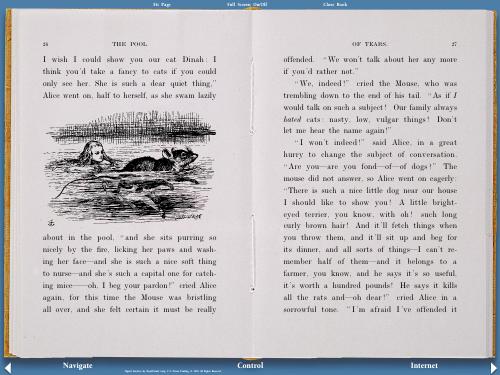 1st Page
Full Screen On/Off
Close Book
26
THE POOL
I wish I could show you our cat Dinah: I
think you'd take a fancy to cats if you could
only see her. She is such a dear quiet thing,"
Alice went on, half to herself, as she swam lazily
about in the pool, "and she sits purring so
nicely by the fire, licking her paws and wash-
ing her face—and she is such a nice soft thing
to nurse—and she's such a capital one for catch-
ing mice——oh, I beg your pardon!" cried Alice
again, for this time the Mouse was bristling
all over, and she felt certain it must be really
OF TEARS.
27
offended. "We won't talk about her any more
if you'd rather not."
"We, indeed!" cried the Mouse, who was
trembling down to the end of his tail. "As if I
would talk on such a subject! Our family always
hated cats: nasty, low, vulgar things! Don't
let me hear the name again!"
"I won't indeed!" said Alice, in a great
hurry to change the subject of conversation.
"Are you—are you fond—of—of dogs?" The
mouse did not answer, so Alice went on eagerly:
"There is such a nice little dog near our house
I should like to show you! A little bright-
eyed terrier, you know, with oh! such long
curly brown hair! And it'll fetch things when
you throw them, and it'll sit up and beg for
its dinner, and all sorts of things—I can't re-
member half of them—and it belongs to a
farmer, you know, and he says it's so useful,
it's worth a hundred pounds! He says it kills
all the rats and—oh dear!" cried Alice in a
sorrowful tone. "I'm afraid I've offended it
Navigate
Control
Internet